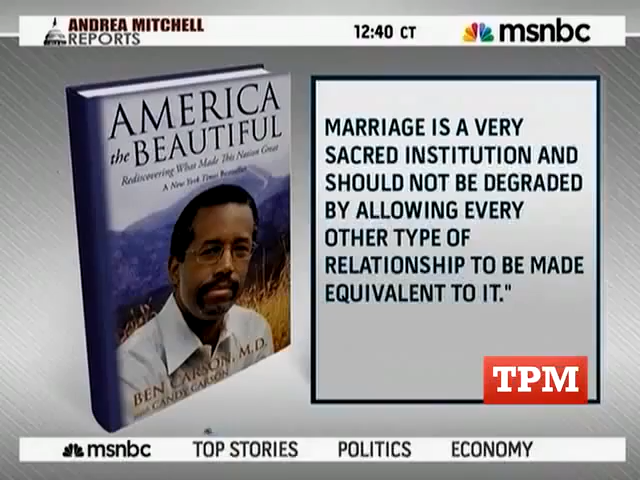 ANDREA MITCHELL
REPORTS
12:40 CT
msnbc
AMERICA
the BEAUTIFUL
Rediscovering What Made This Nation Great
A New York Times Bestseller
BEN CARSON, M.D.
with CANDY CARSON
MARRIAGE IS A VERY
SACRED INSTITUTION AND
SHOULD NOT BE DEGRADED
BY ALLOWING EVERY
OTHER TYPE OF
RELATIONSHIP TO BE MADE
EQUIVALENT TO IT."
TPM
msnbc TOP STORIES POLITICS ECONOMY